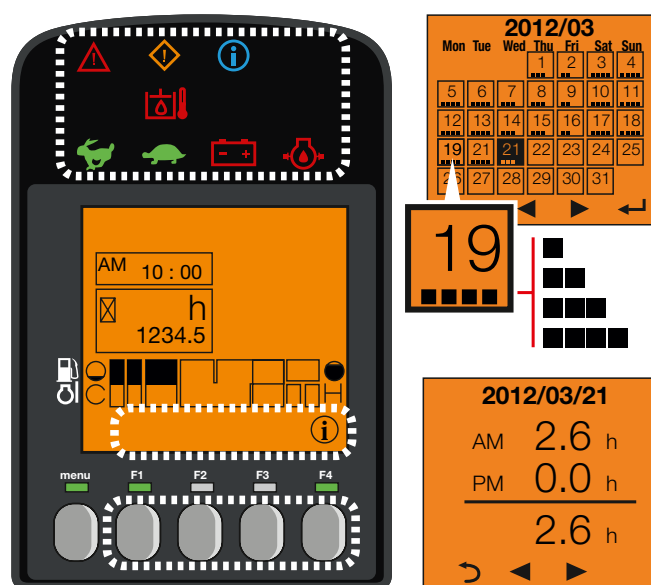 AM 10 : 00
h
1234.5
C H
i
menu F1 F2 F3 F4
2012/03
Mon Tue Wed Thu Fri Sat Sun
1 2 3 4
5 6 7 8 9 10 11
12 13 14 15 16 17 18
19 21 21 22 23 24 25
26 27 28 29 30 31
19
2012/03/21
AM 2.6 h
PM 0.0 h
2.6 h